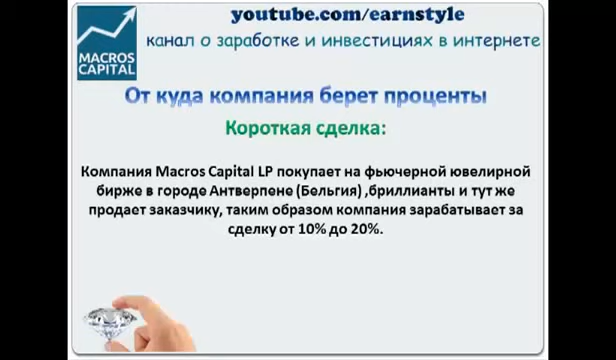 MACROS
CAPITAL
youtube.com/earnstyle
канал о заработке и инвестициях в интернете
От куда компания берет проценты
Короткая сделка:
Компания Macros Capital LP покупает на фьючерной ювелирной
бирже в городе Антверпене (Бельгия) ,бриллианты и тут же
продает заказчику, таким образом компания зарабатывает за
сделку от 10% до 20%.